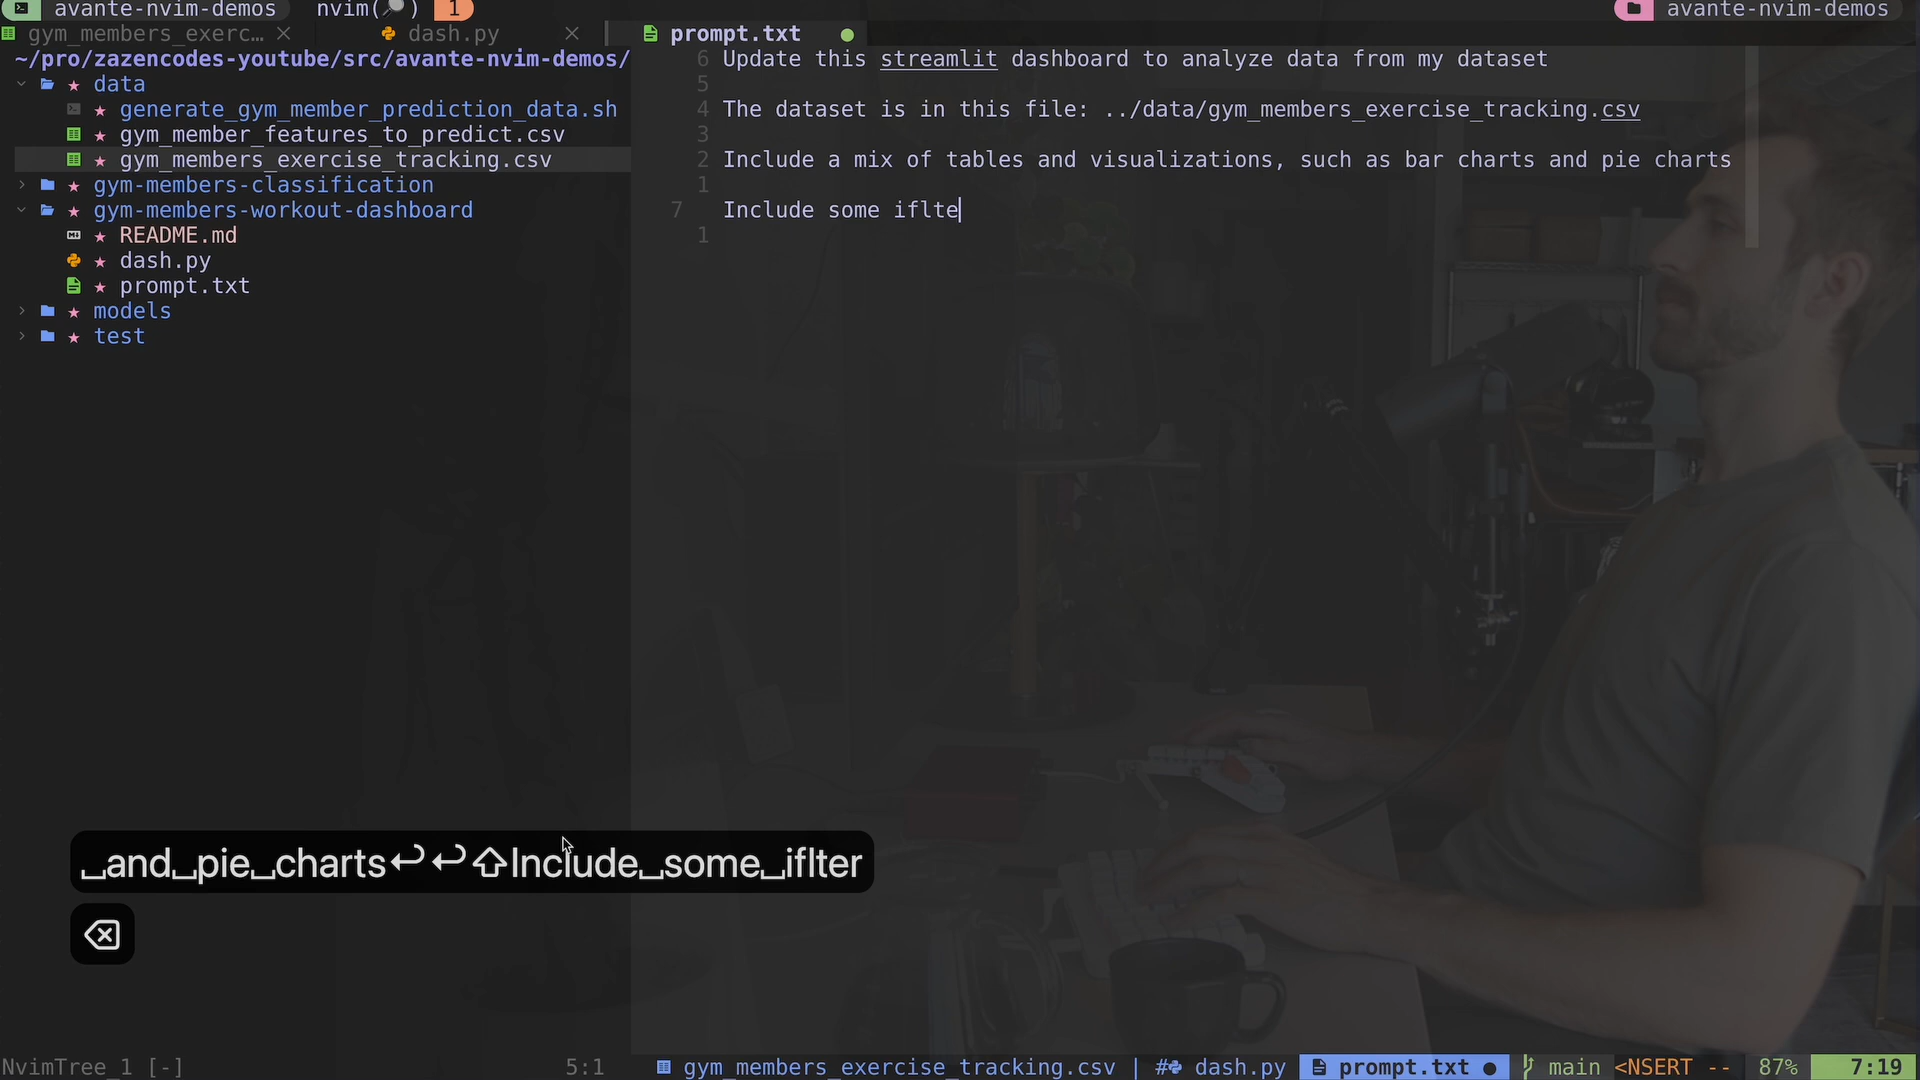 avante-nvim-demos nvim( ) 1 avante-nvim-demos
gym_members_exerc… dash.py prompt.txt
~/pro/zazencodes-youtube/src/avante-nvim-demos/
data
generate_gym_member_prediction_data.sh
gym_member_features_to_predict.csv
gym_members_exercise_tracking.csv
gym-members-classification
gym-members-workout-dashboard
README.md
dash.py
prompt.txt
models
test
6 Update this streamlit dashboard to analyze data from my dataset
5
4 The dataset is in this file: ../data/gym_members_exercise_tracking.csv
3
2 Include a mix of tables and visualizations, such as bar charts and pie charts
1
7 Include some iflte
1
␣and␣pie␣charts↩↩⇧Include␣some␣iflter
⌫
NvimTree_1 [-] 5:1 gym_members_exercise_tracking.csv | # dash.py prompt.txt ● main <NSERT -- 87% 7:19